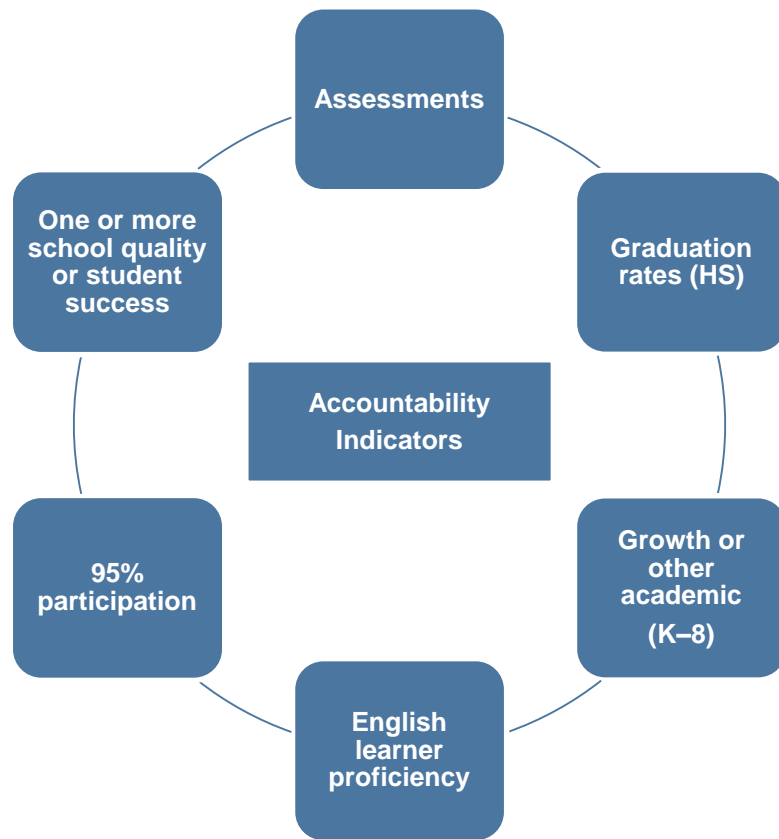 Assessments
One or more
school quality
or student
success
Graduation
rates (HS)
Accountability
Indicators
95%
participation
Growth or
other
academic
(K–8)
English
learner
proficiency